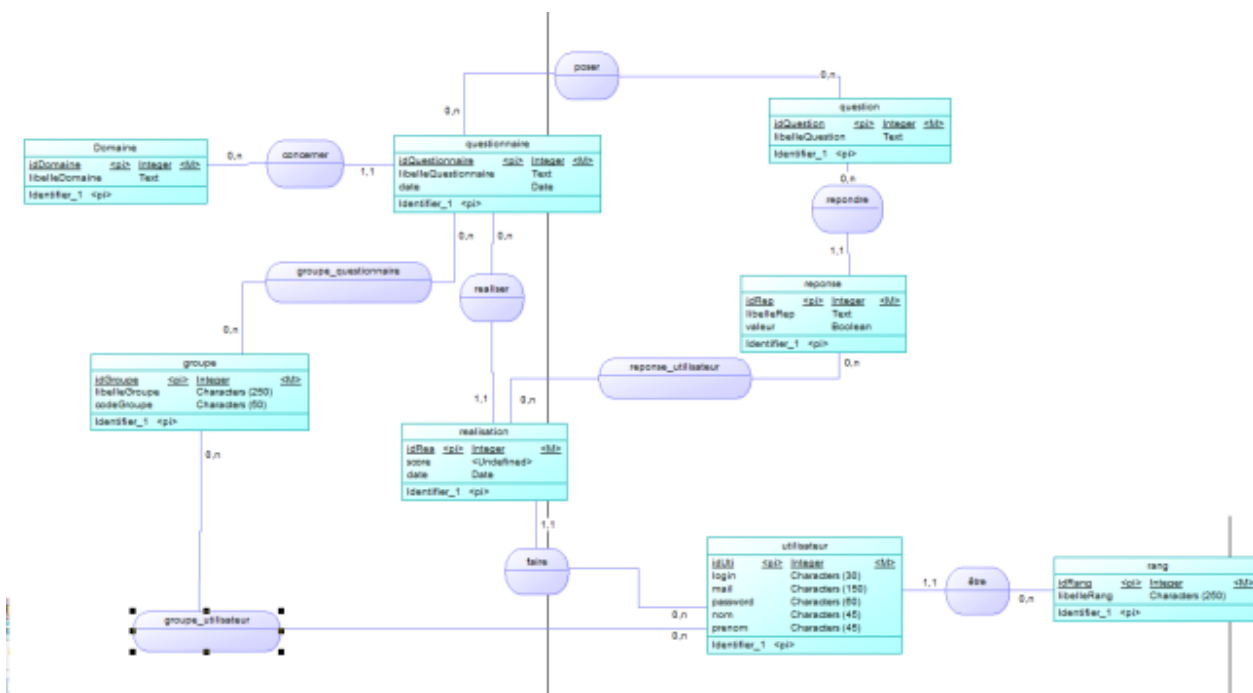 poser
0,n
0,n
question
idQuestion <pi> Integer <M>
libelleQuestion Text
Identifier_1 <pi>
Domaine
idDomaine <pi> Integer <M>
libelleDomaine Text
Identifier_1 <pi>
0,n
concerner
1,1
questionnaire
idQuestionnaire <pi> Integer <M>
libelleQuestionnaire Text
date Date
Identifier_1 <pi>
0,n
repondre
1,1
0,n
0,n
groupe_questionnaire
realiser
0,n
reponse
idRep <pi> Integer <M>
libelleRep Text
valeur Boolean
Identifier_1 <pi>
0,n
reponse_utilisateur
groupe
idGroupe <pi> Integer <M>
libelleGroupe Characters (250)
codeGroupe Characters (50)
Identifier_1 <pi>
1,1
0,n
realisation
idRea <pi> Integer <M>
score <Undefined>
date Date
Identifier_1 <pi>
0,n
1,1
faire
utilisateur
idUti <pi> Integer <M>
login Characters (30)
mail Characters (150)
password Characters (60)
nom Characters (45)
prenom Characters (45)
Identifier_1 <pi>
1,1
être
0,n
rang
idRang <pi> Integer <M>
libelleRang Characters (250)
Identifier_1 <pi>
0,n
groupe_utilisateur
0,n